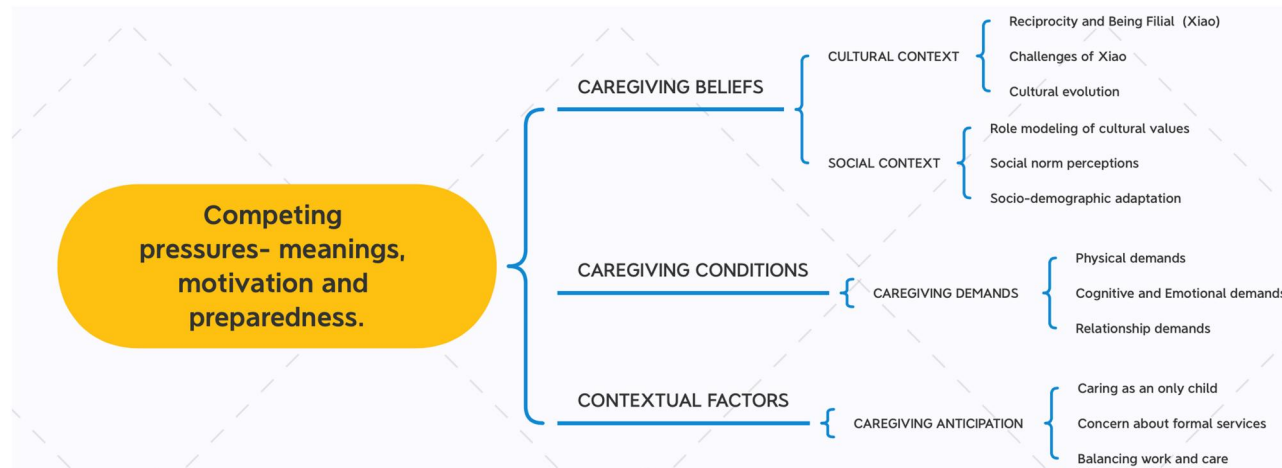 Competing
pressures- meanings,
motivation and
preparedness.
CAREGIVING BELIEFS
CULTURAL CONTEXT
Reciprocity and Being Filial (Xiao)
Challenges of Xiao
Cultural evolution
SOCIAL CONTEXT
Role modeling of cultural values
Social norm perceptions
Socio-demographic adaptation
CAREGIVING CONDITIONS
CAREGIVING DEMANDS
Physical demands
Cognitive and Emotional demands
Relationship demands
CONTEXTUAL FACTORS
CAREGIVING ANTICIPATION
Caring as an only child
Concern about formal services
Balancing work and care